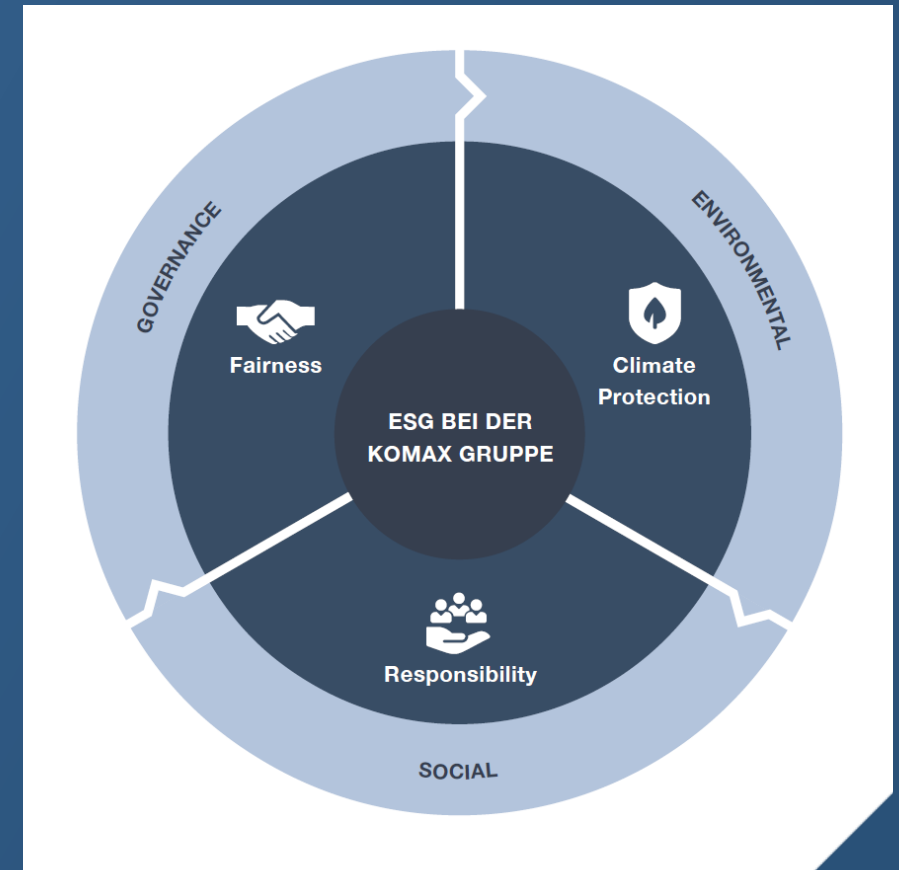 GOVERNANCE
ENVIRONMENTAL
Fairness
Climate
Protection
ESG BEI DER
KOMAX GRUPPE
Responsibility
SOCIAL